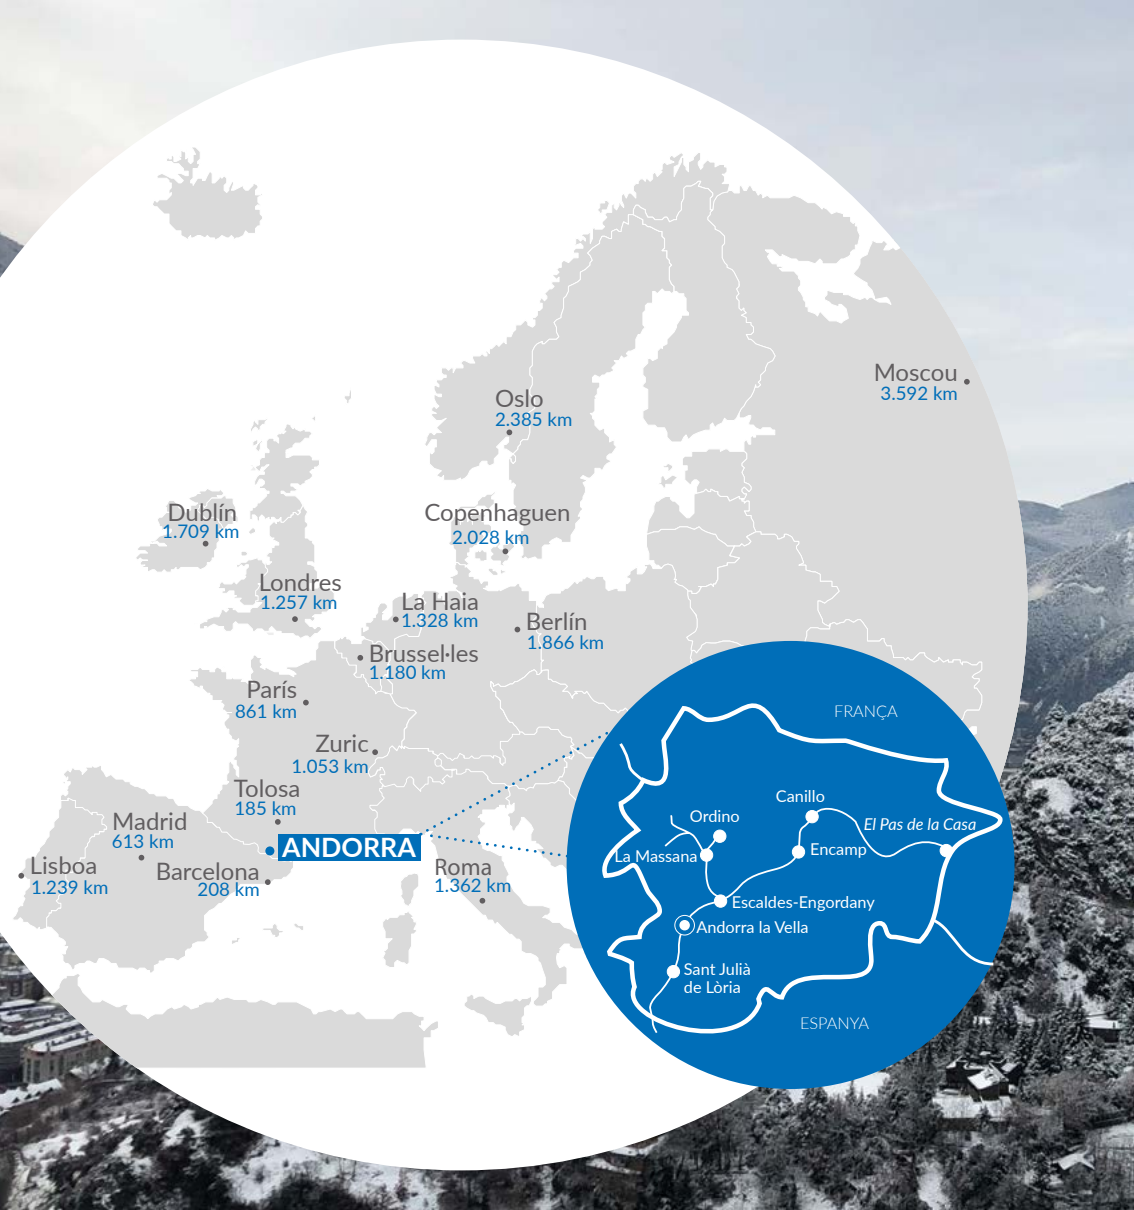 Moscou
3.592 km
Oslo
2.385 km
Dublín
1.709 km
Copenhaguen
2.028 km
Londres
1.257 km
La Haia
1.328 km
Berlín
1.866 km
Brussel·les
1.180 km
París
861 km
Zuric
1.053 km
Tolosa
185 km
Madrid
613 km
ANDORRA
Lisboa
1.239 km
Barcelona
208 km
Roma
1.362 km
FRANÇA
Canillo
Ordino
El Pas de la Casa
La Massana
Encamp
Escaldes-Engordany
Andorra la Vella
Sant Julià
de Lòria
ESPANYA